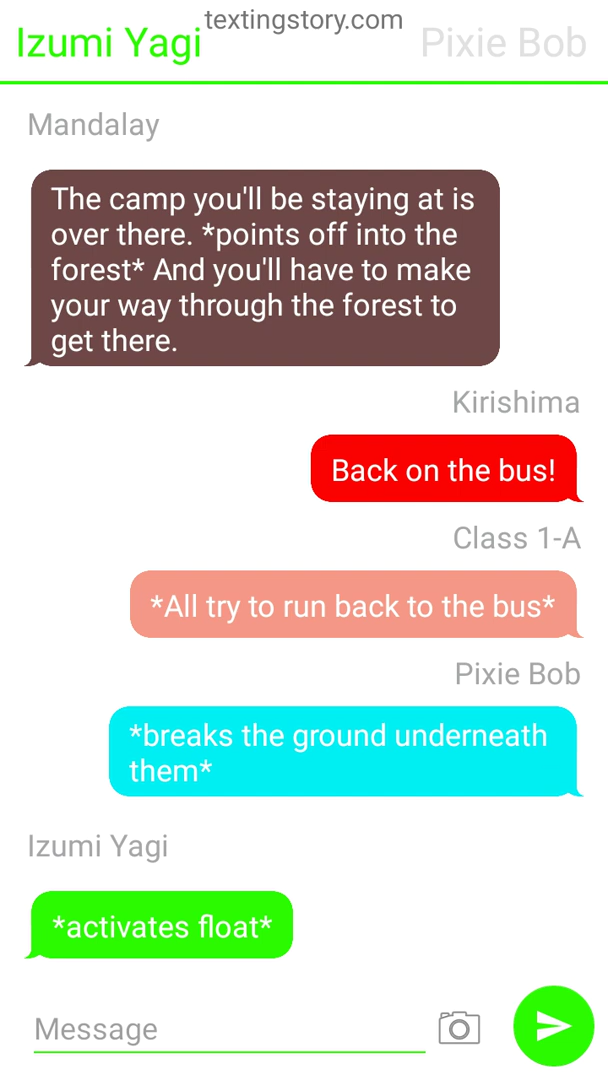 textingstory.com
Izumi Yagi
Pixie Bob
Mandalay
The camp you'll be staying at is
over there. *points off into the
forest* And you'll have to make
your way through the forest to
get there.
Kirishima
Back on the bus!
Class 1-A
*All try to run back to the bus*
Pixie Bob
*breaks the ground underneath
them*
Izumi Yagi
*activates float*
Message